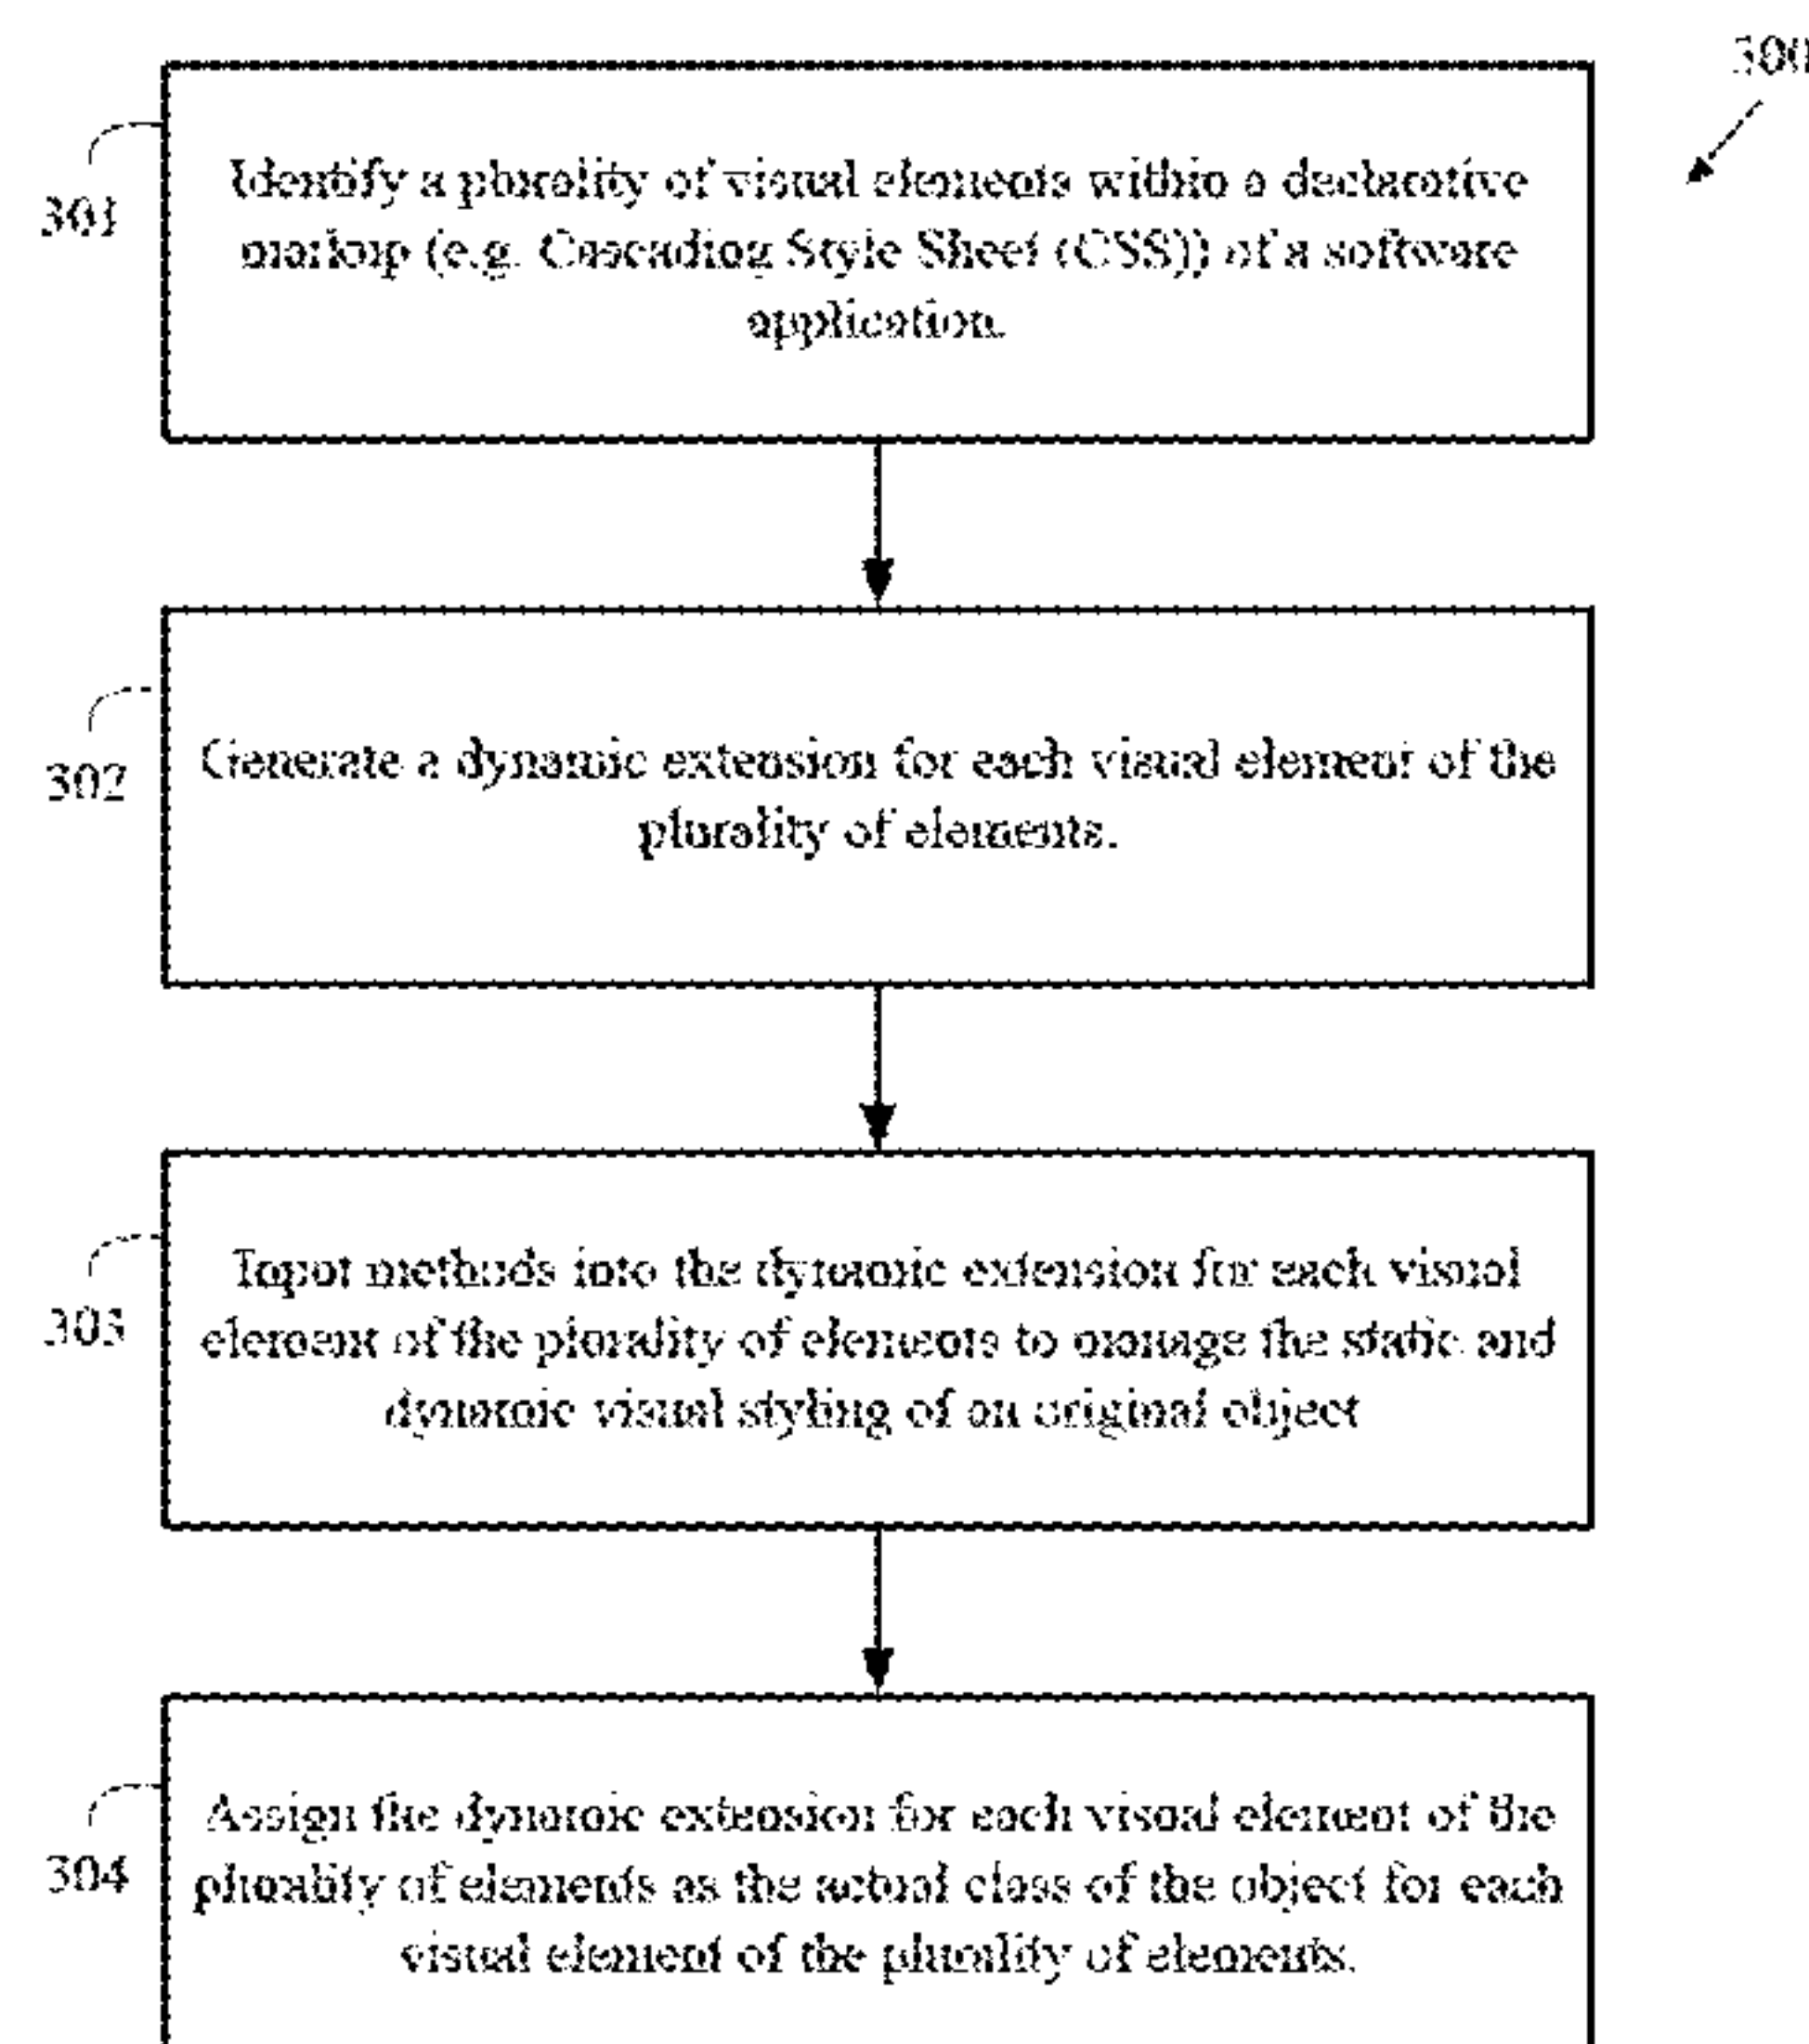 300
301
Identify a plurality of visual elements within a declarative
markup (e.g. Cascading Style Sheet (CSS)) of a software
application.
302
Generate a dynamic extension for each visual element of the
plurality of elements.
303
Input methods into the dynamic extension for each visual
element of the plurality of elements to manage the static and
dynamic visual styling of an original object
304
Assign the dynamic extension for each visual element of the
plurality of elements as the actual class of the object for each
visual element of the plurality of elements.